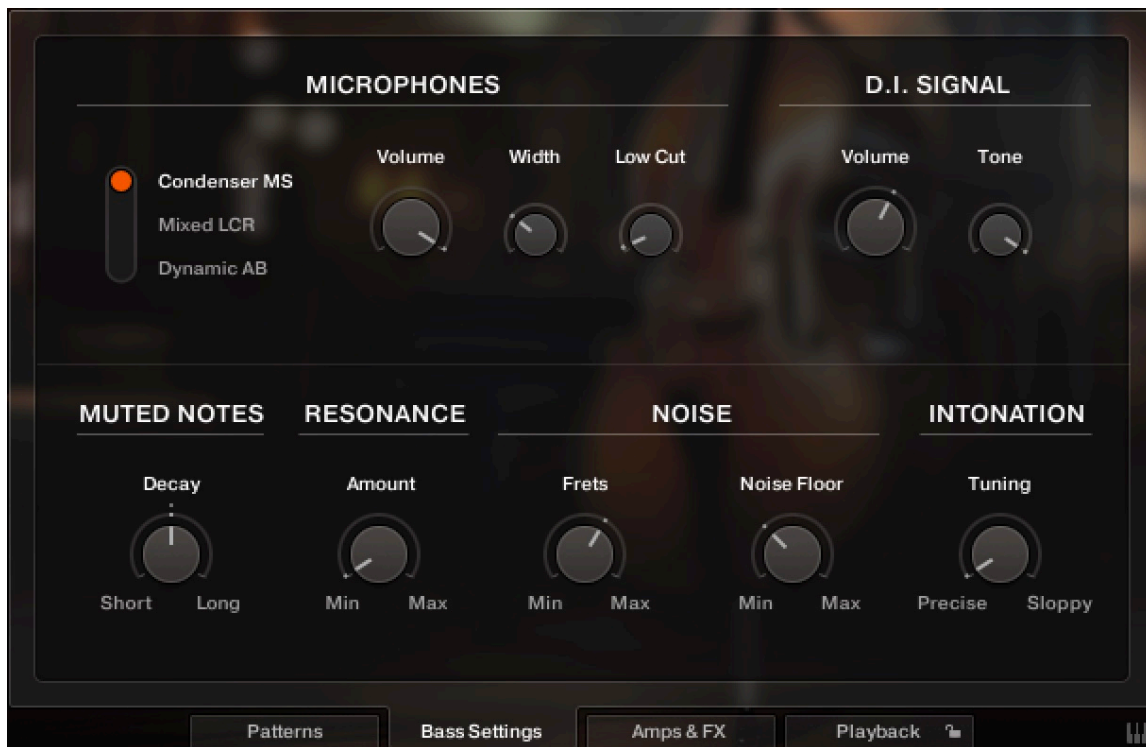 MICROPHONES D.I. SIGNAL
Volume Width Low Cut Volume Tone
Condenser MS
Mixed LCR
Dynamic AB
MUTED NOTES RESONANCE NOISE INTONATION
Decay Amount Frets Noise Floor Tuning
Short Long Min Max Min Max Min Max Precise Sloppy
Patterns Bass Settings Amps & FX Playback